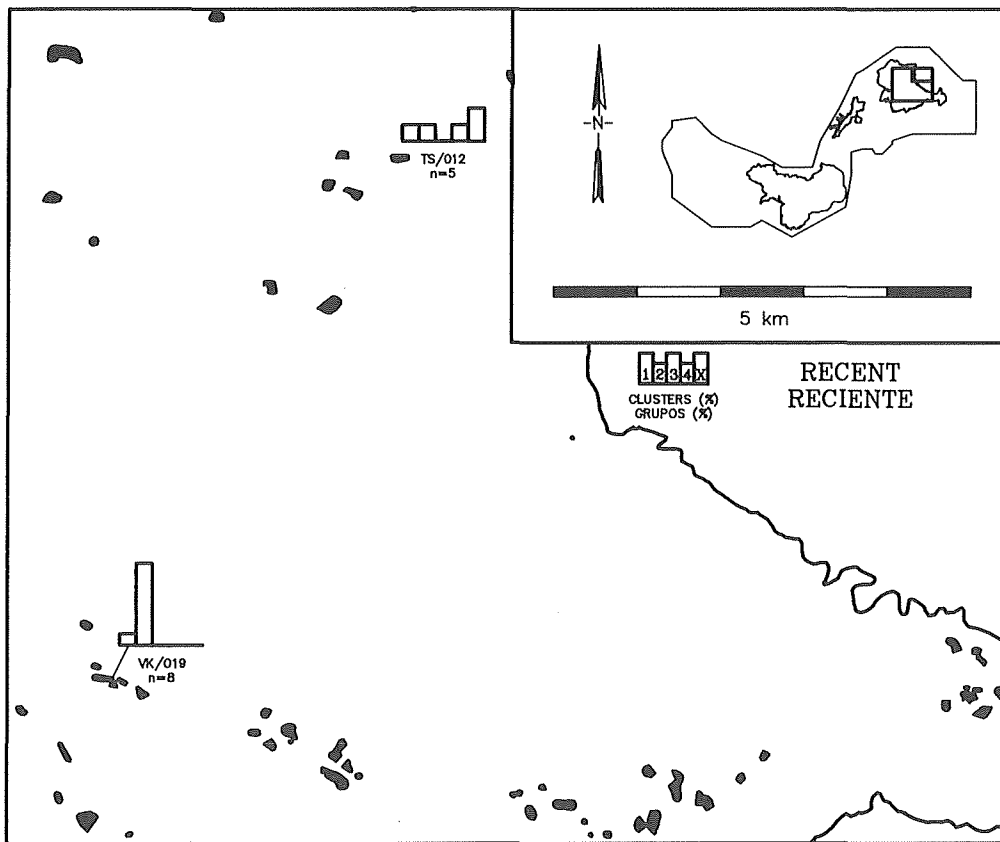 N
5 km
TS/012
n=5
1 2 3 4 X
CLUSTERS (%)
GRUPOS (%)
RECENT
RECIENTE
VK/019
n=8